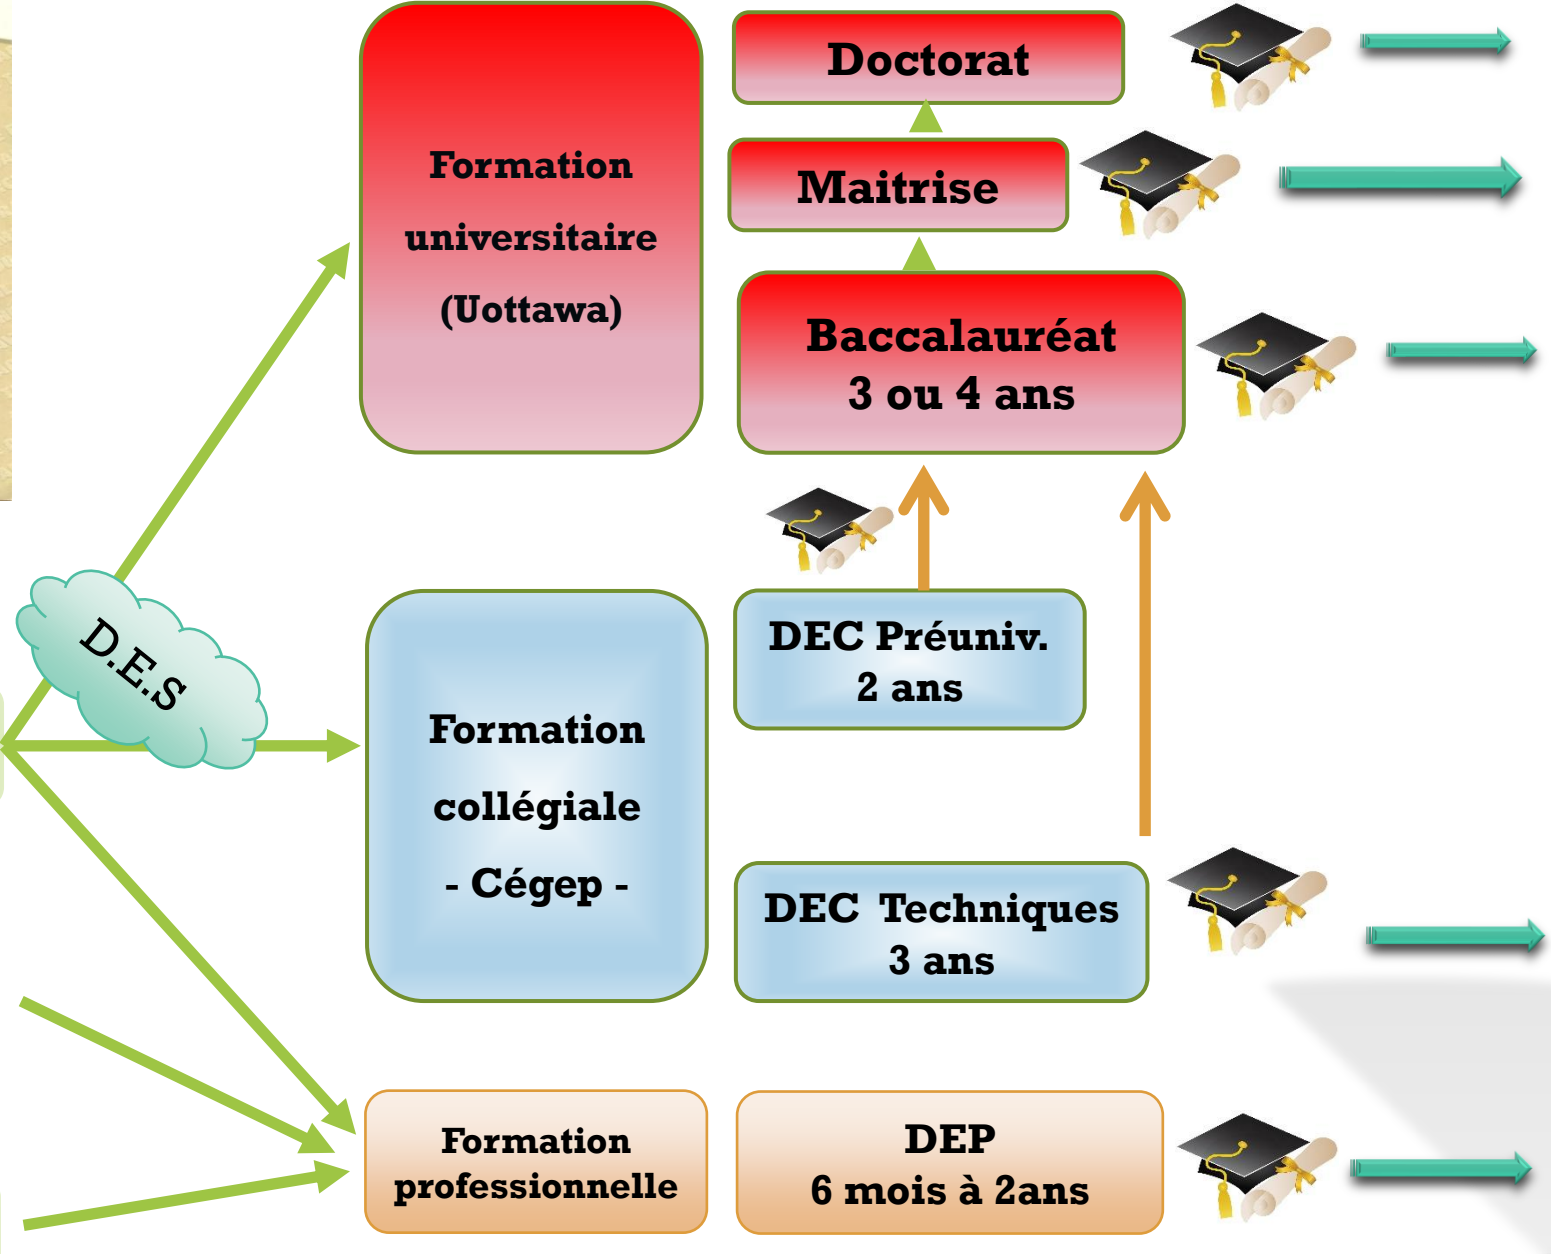 Doctorat
Maitrise
Formation
universitaire
(Uottawa)
Baccalauréat
3 ou 4 ans
D.E.S
DEC Préuniv.
2 ans
Formation
collégiale
- Cégep -
DEC Techniques
3 ans
Formation
professionnelle
DEP
6 mois à 2ans